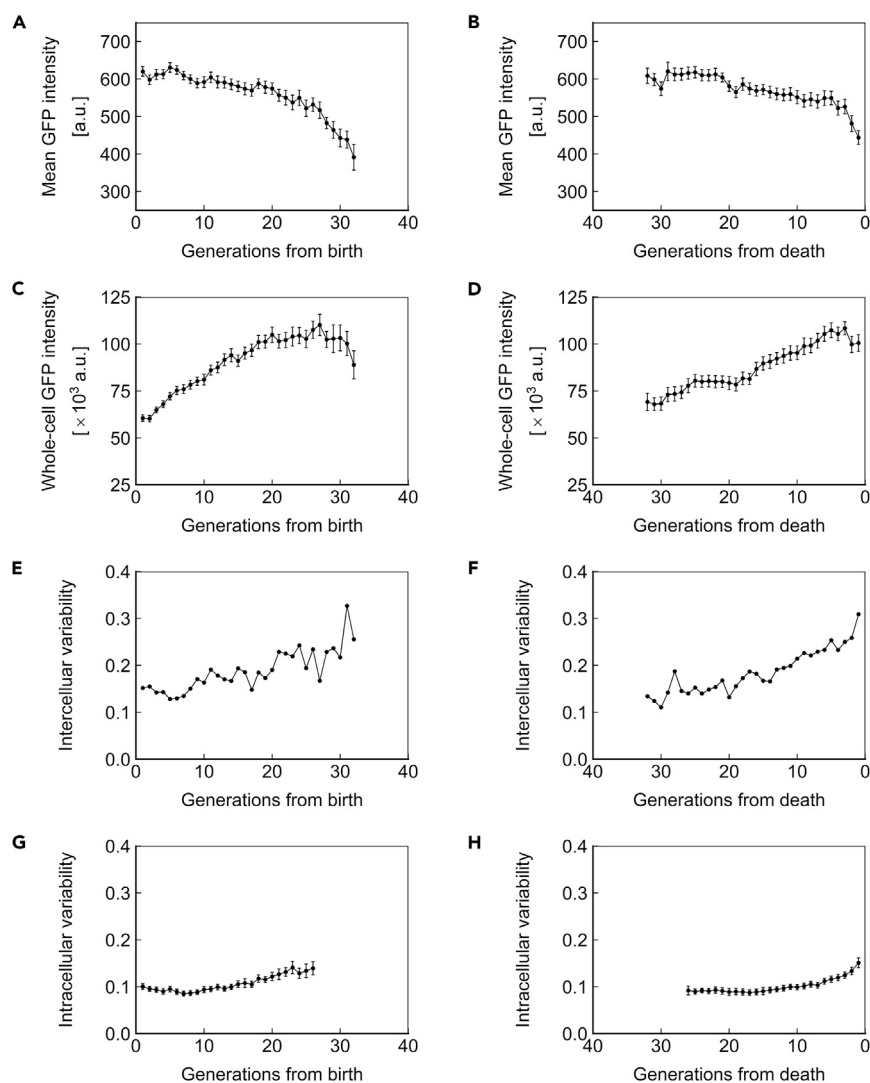 A
Mean GFP intensity
[a.u.]
700
600
500
400
300
0 10 20 30 40
Generations from birth
B
Mean GFP intensity
[a.u.]
700
600
500
400
300
40 30 20 10 0
Generations from death
C
Whole-cell GFP intensity
[ × 10³ a.u.]
125
100
75
50
25
0 10 20 30 40
Generations from birth
D
Whole-cell GFP intensity
[ × 10³ a.u.]
125
100
75
50
25
40 30 20 10 0
Generations from death
E
Intercelluar variability
0.4
0.3
0.2
0.1
0.0
0 10 20 30 40
Generations from birth
F
Intercelluar variability
0.4
0.3
0.2
0.1
0.0
40 30 20 10 0
Generations from death
G
Intracellular variability
0.4
0.3
0.2
0.1
0.0
0 10 20 30 40
Generations from birth
H
Intracellular variability
0.4
0.3
0.2
0.1
0.0
40 30 20 10 0
Generations from death